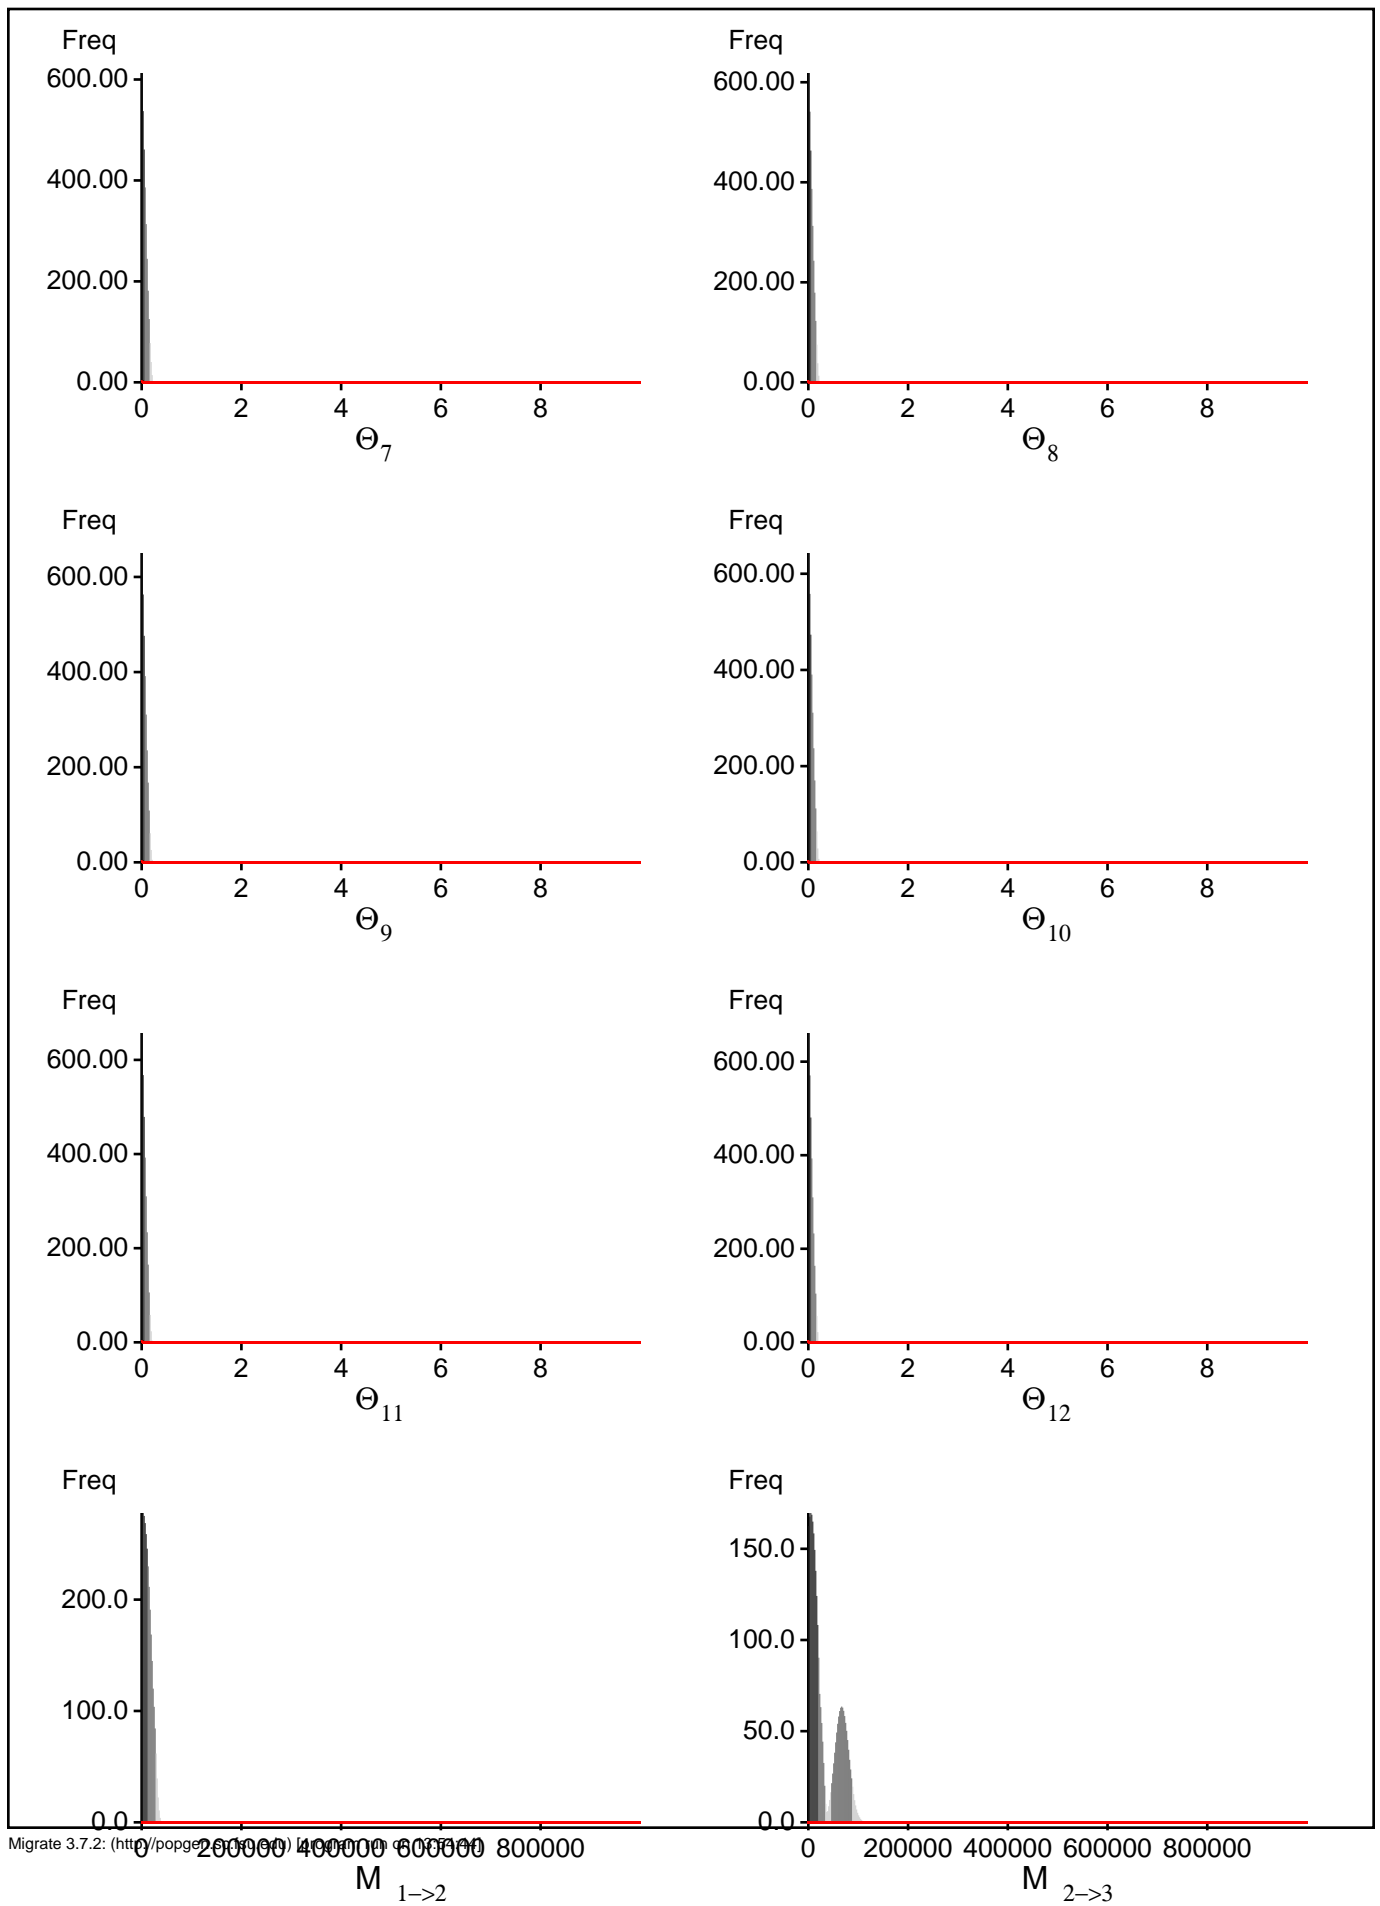 Freq Freq
600.00 600.00
400.00 400.00
200.00 200.00
0.00 0.00
0 2 4 6 8 0 2 4 6 8
Θ7 Θ8
Freq Freq
600.00 600.00
400.00 400.00
200.00 200.00
0.00 0.00
0 2 4 6 8 0 2 4 6 8
Θ9 Θ10
Freq Freq
600.00 600.00
400.00 400.00
200.00 200.00
0.00 0.00
0 2 4 6 8 0 2 4 6 8
Θ11 Θ12
Freq Freq
150.0
200.0
100.0
100.0
50.0
0.0 0.0
Migrate 3.7.2: (http://popgen.sc.fsu.edu) [program run on 13:54:44]
0 200000 400000 600000 800000 0 200000 400000 600000 800000
M 1->2 M 2->3